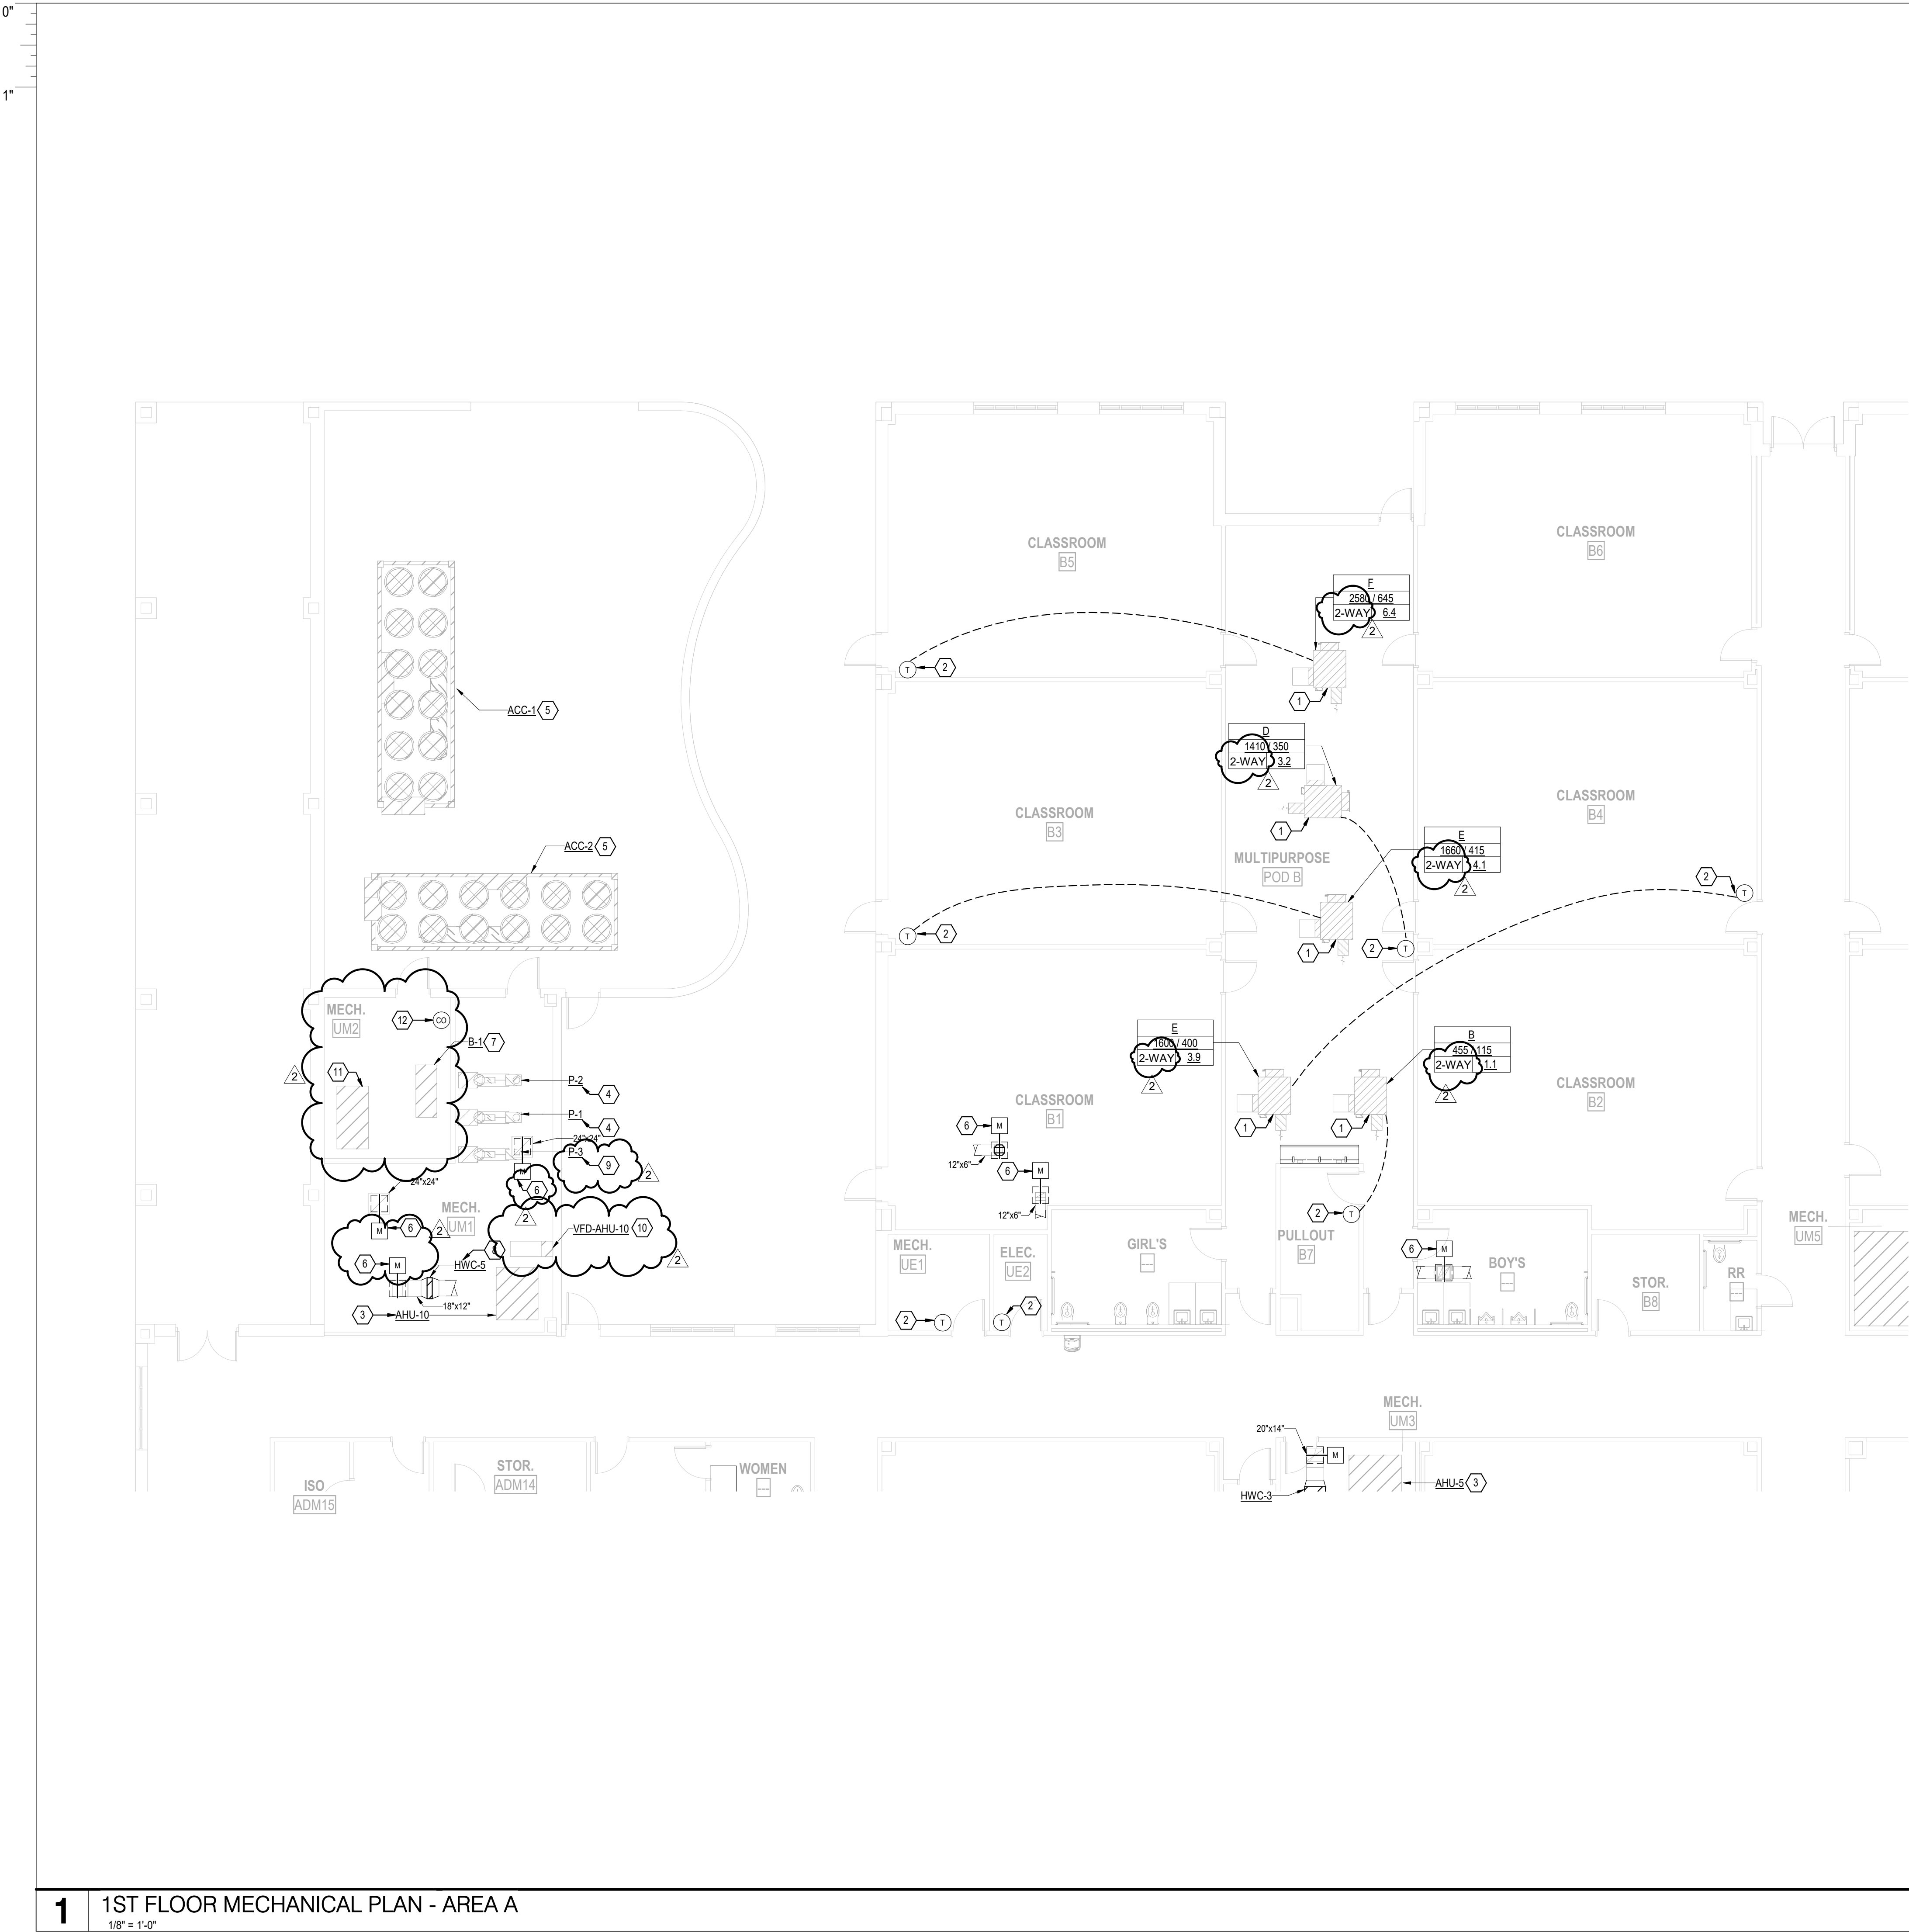 0"
1"
CLASSROOM
B5
CLASSROOM
B6
F
2580 / 645
2-WAY 6.4
2
T
2
1
ACC-1 5
D
1410 / 350
2-WAY 3.2
2
CLASSROOM
B3
CLASSROOM
B4
1
E
1660 / 415
2-WAY 4.1
2
ACC-2 5
MULTIPURPOSE
POD B
2
T
T
2
1
2
T
MECH.
UM2
12
CO
B-1 7
11
2
P-2
4
P-1
4
24"x24"
P-3
9
2
M
6
2
24"x24"
MECH.
UM1
M
6
2
6
M
HWC-5
8
VFD-AHU-10 10
2
18"x12"
3
AHU-10
E
1600 / 400
2-WAY 3.9
2
B
455 / 115
2-WAY 1.1
2
CLASSROOM
B1
CLASSROOM
B2
6
M
12"x6"
6
M
12"x6"
1
1
2
T
MECH.
UE1
ELEC.
UE2
GIRL'S
PULLOUT
B7
6
M
BOY'S
STOR.
B8
RR
MECH.
UM5
2
T
2
T
MECH.
UM3
20"x14"
M
AHU-5 3
HWC-3
ISO
ADM15
STOR.
ADM14
WOMEN
1
1ST FLOOR MECHANICAL PLAN - AREA A
1/8" = 1'-0"